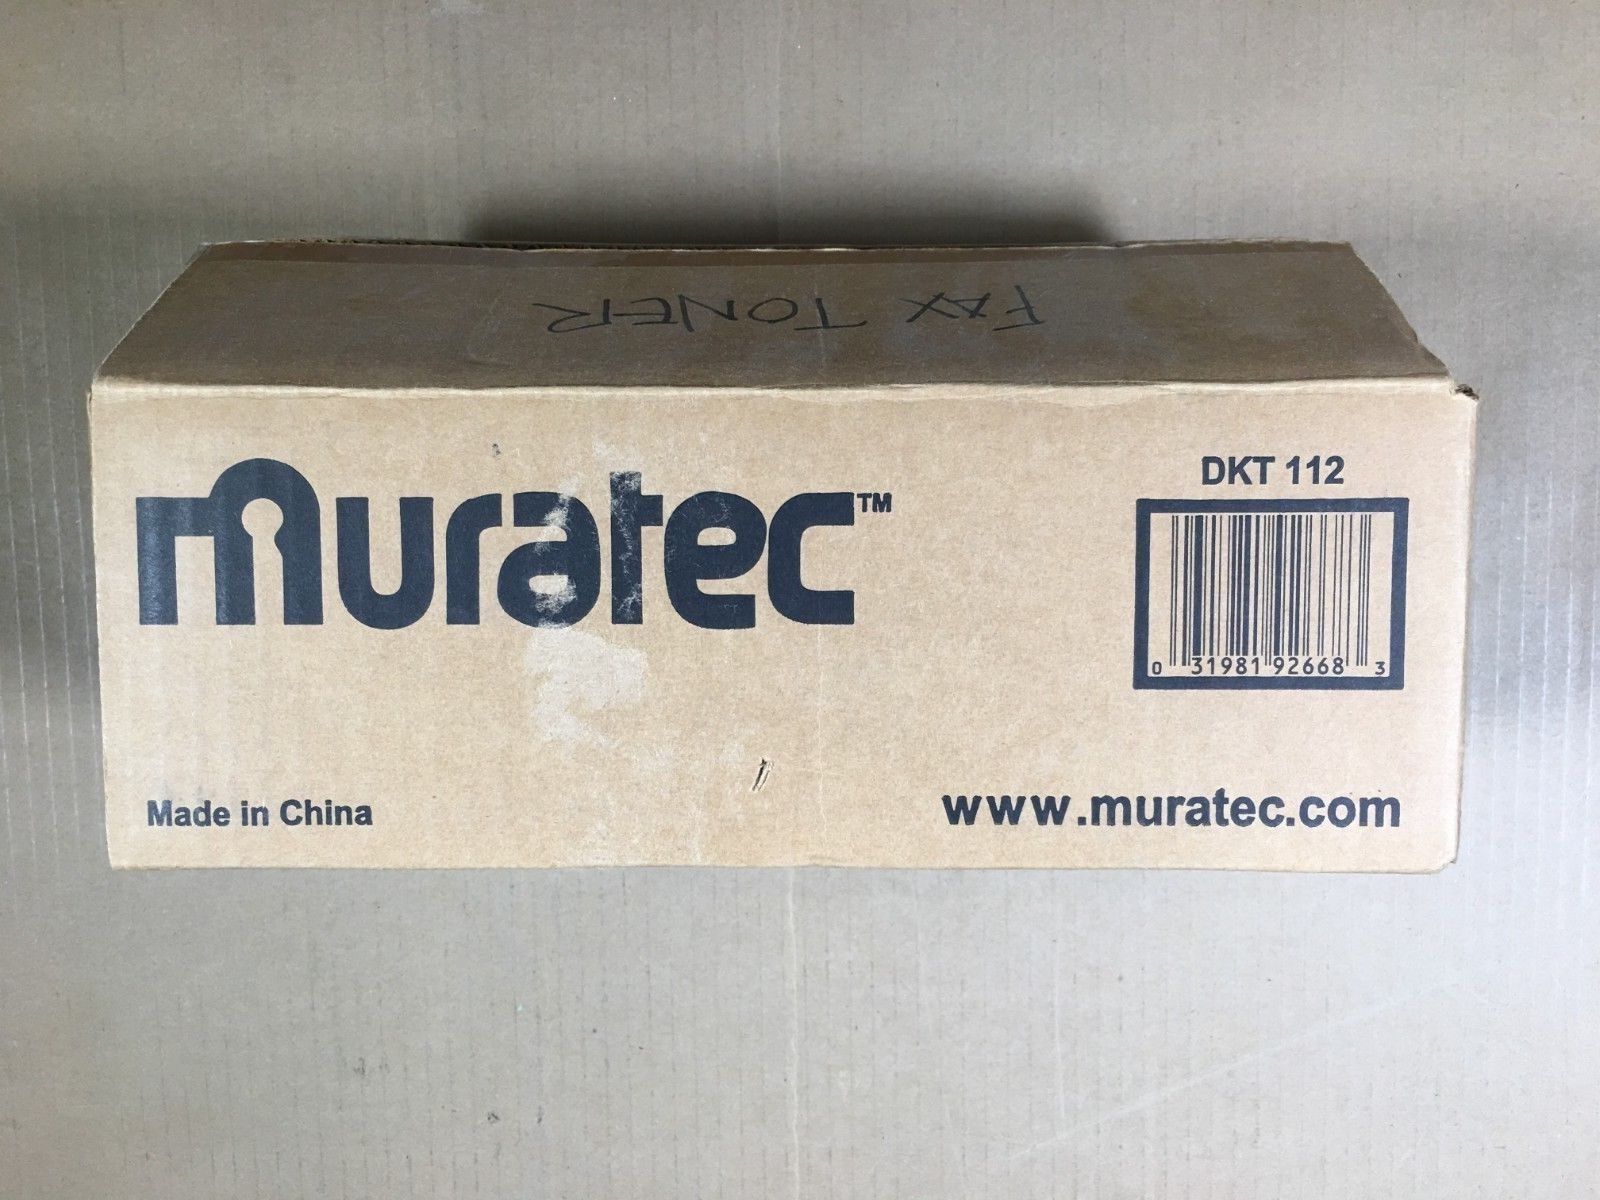 FAX TONER
muratec™
DKT 112
0 31981 92668 3
Made in China
www.muratec.com